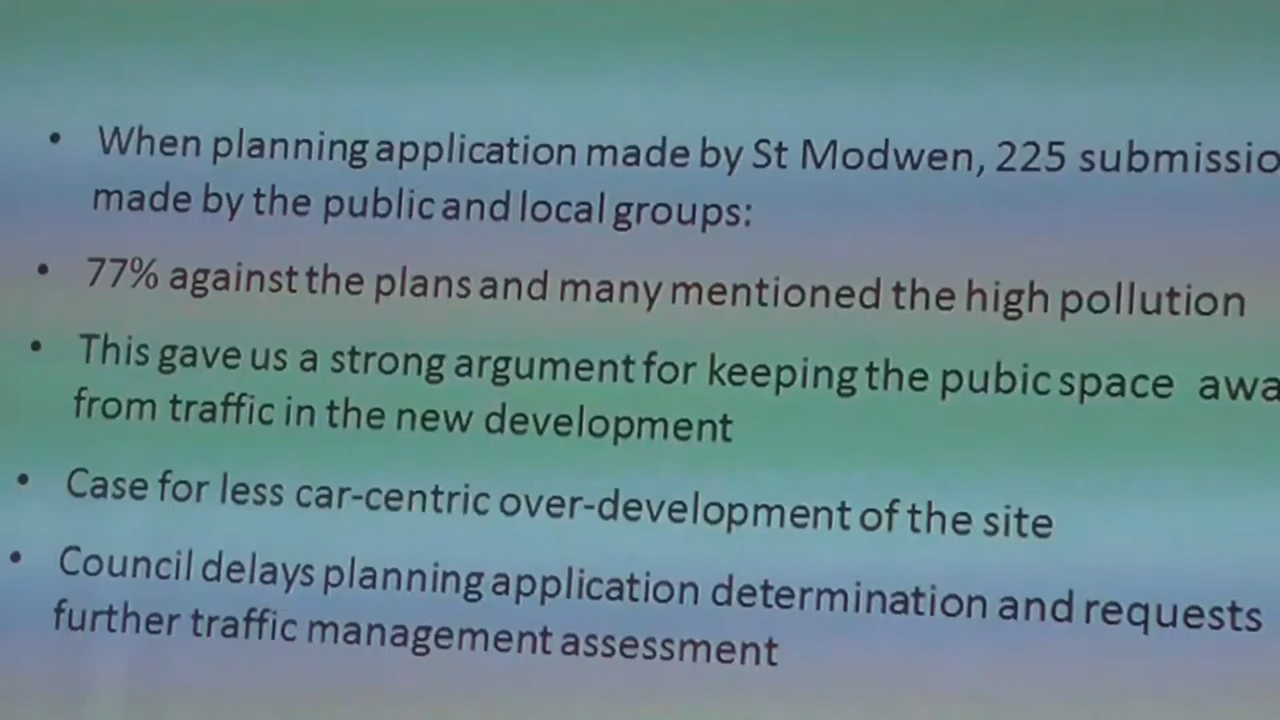 • When planning application made by St Modwen, 225 submissio
made by the public and local groups:
• 77% against the plans and many mentioned the high pollution
• This gave us a strong argument for keeping the pubic space awa
from traffic in the new development
• Case for less car-centric over-development of the site
• Council delays planning application determination and requests
further traffic management assessment